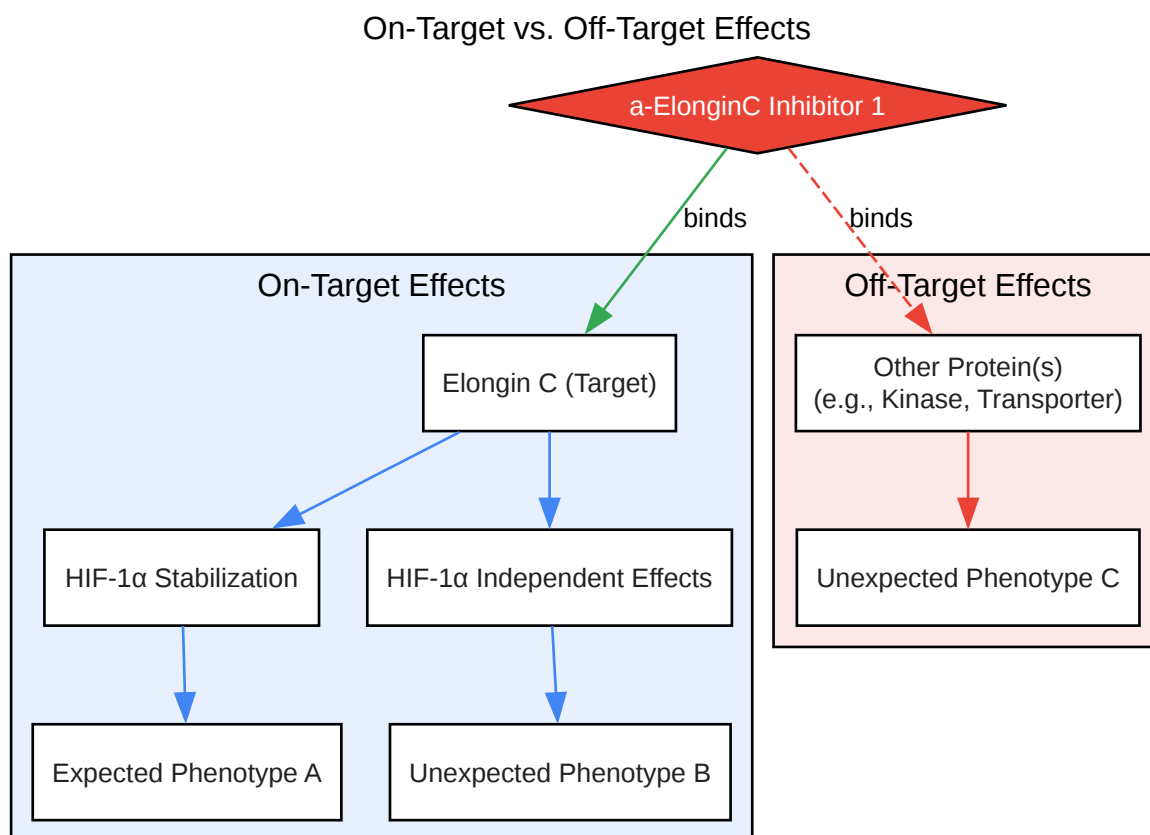 On-Target vs. Off-Target Effects
a-ElonginC Inhibitor 1
binds
binds
On-Target Effects
Off-Target Effects
Elongin C (Target)
Other Protein(s)
(e.g., Kinase, Transporter)
HIF-1α Stabilization
HIF-1α Independent Effects
Unexpected Phenotype C
Expected Phenotype A
Unexpected Phenotype B